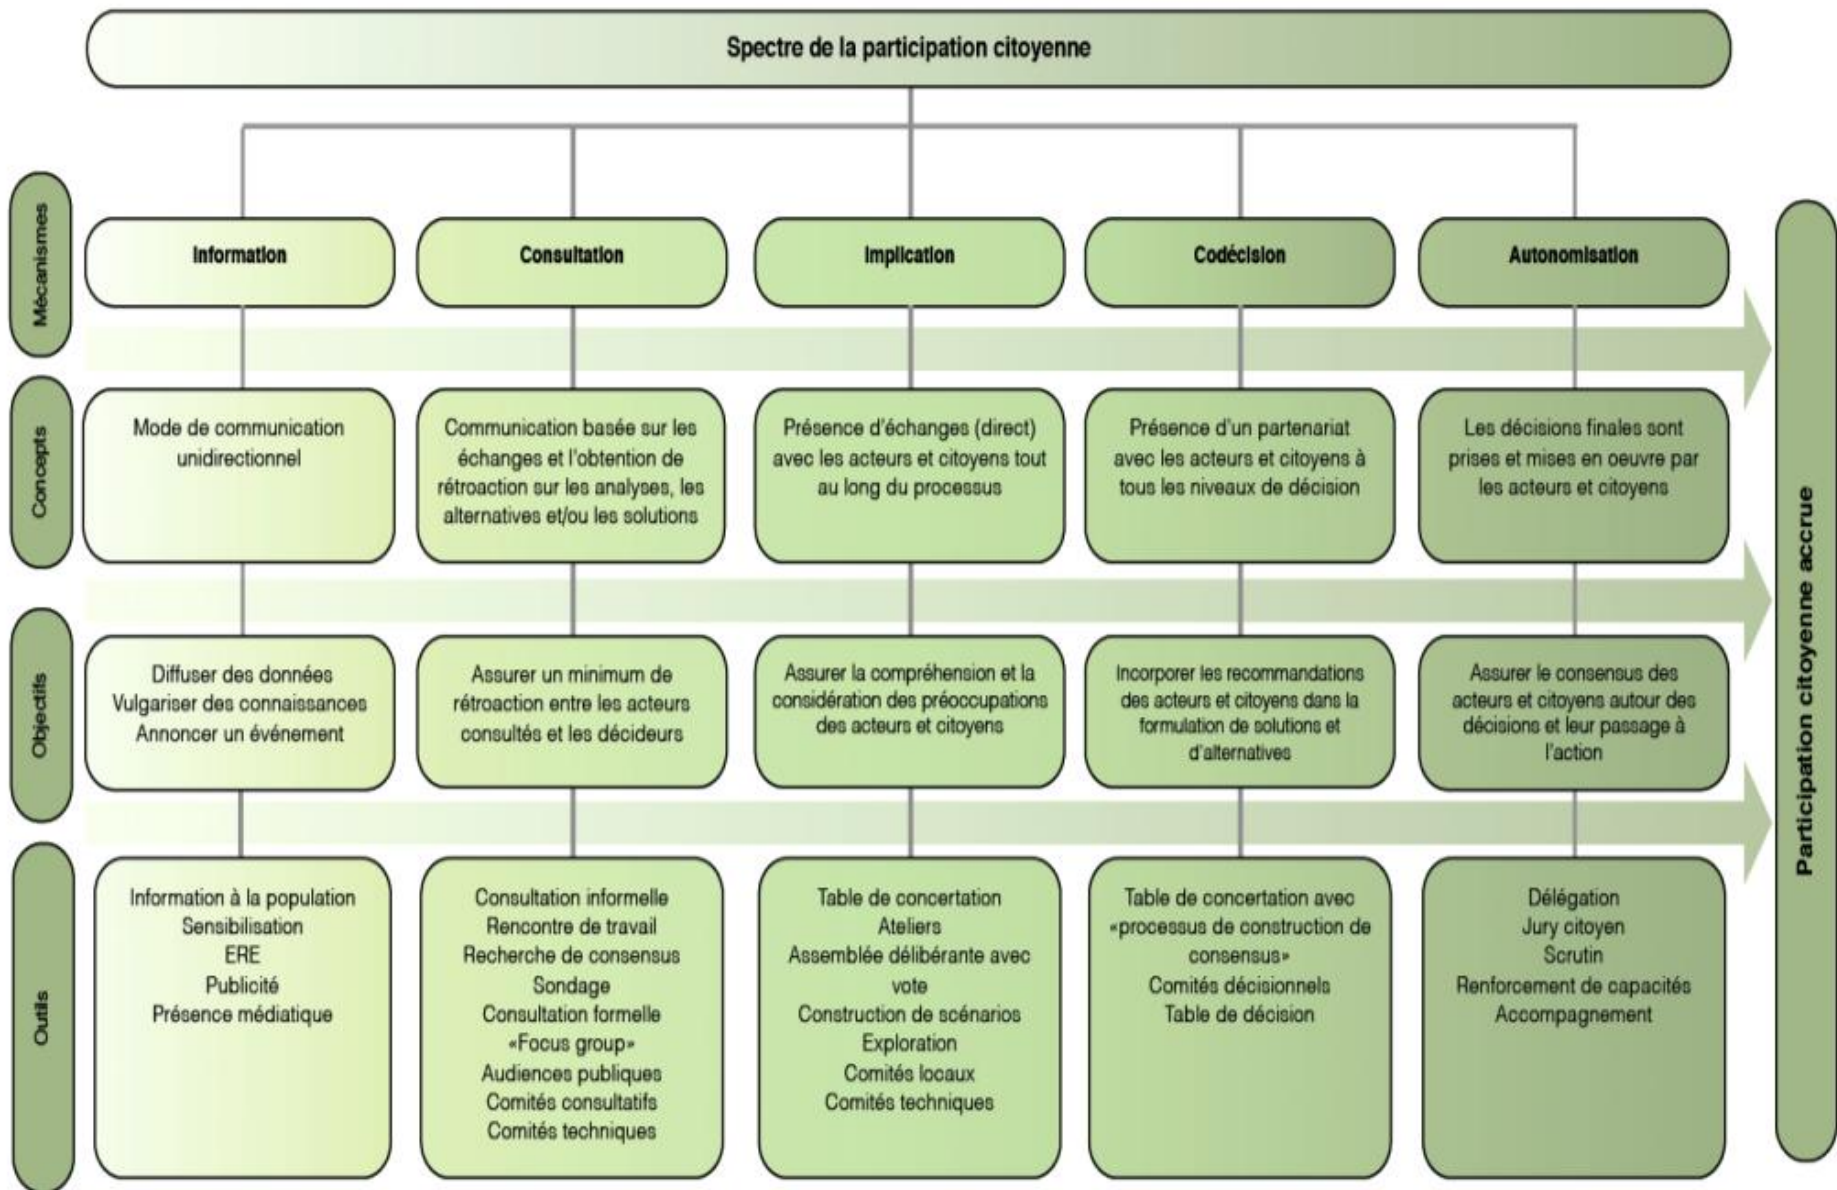 Spectre de la participation citoyenne
Mécanismes
Information
Consultation
Implication
Codécision
Autonomisation
Concepts
Mode de communication
unidirectionnel
Communication basée sur les
échanges et l'obtention de
rétroaction sur les analyses, les
alternatives et/ou les solutions
Présence d'échanges (direct)
avec les acteurs et citoyens tout
au long du processus
Présence d'un partenariat
avec les acteurs et citoyens à
tous les niveaux de décision
Les décisions finales sont
prises et mises en oeuvre par
les acteurs et citoyens
Objectifs
Diffuser des données
Vulgariser des connaissances
Annoncer un événement
Assurer un minimum de
rétroaction entre les acteurs
consultés et les décideurs
Assurer la compréhension et la
considération des préoccupations
des acteurs et citoyens
Incorporer les recommandations
des acteurs et citoyens dans la
formulation de solutions et
d'alternatives
Assurer le consensus des
acteurs et citoyens autour des
décisions et leur passage à
l'action
Outils
Information à la population
Sensibilisation
ERE
Publicité
Présence médiatique
Consultation informelle
Rencontre de travail
Recherche de consensus
Sondage
Consultation formelle
«Focus group»
Audiences publiques
Comités consultatifs
Comités techniques
Table de concertation
Ateliers
Assemblée délibérante avec
vote
Construction de scénarios
Exploration
Comités locaux
Comités techniques
Table de concertation avec
«processus de construction de
consensus»
Comités décisionnels
Table de décision
Délégation
Jury citoyen
Scrutin
Renforcement de capacités
Accompagnement
Participation citoyenne accrue